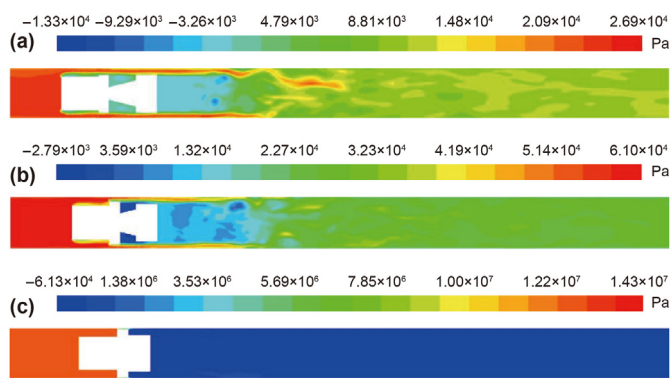 −1.33×10⁴ −9.29×10³ −3.26×10³ 4.79×10³ 8.81×10³ 1.48×10⁴ 2.09×10⁴ 2.69×10⁴
(a) Pa
−2.79×10³ 3.59×10³ 1.32×10⁴ 2.27×10⁴ 3.23×10⁴ 4.19×10⁴ 5.14×10⁴ 6.10×10⁴
(b) Pa
−6.13×10⁴ 1.38×10⁶ 3.53×10⁶ 5.69×10⁶ 7.85×10⁶ 1.00×10⁷ 1.22×10⁷ 1.43×10⁷
(c) Pa